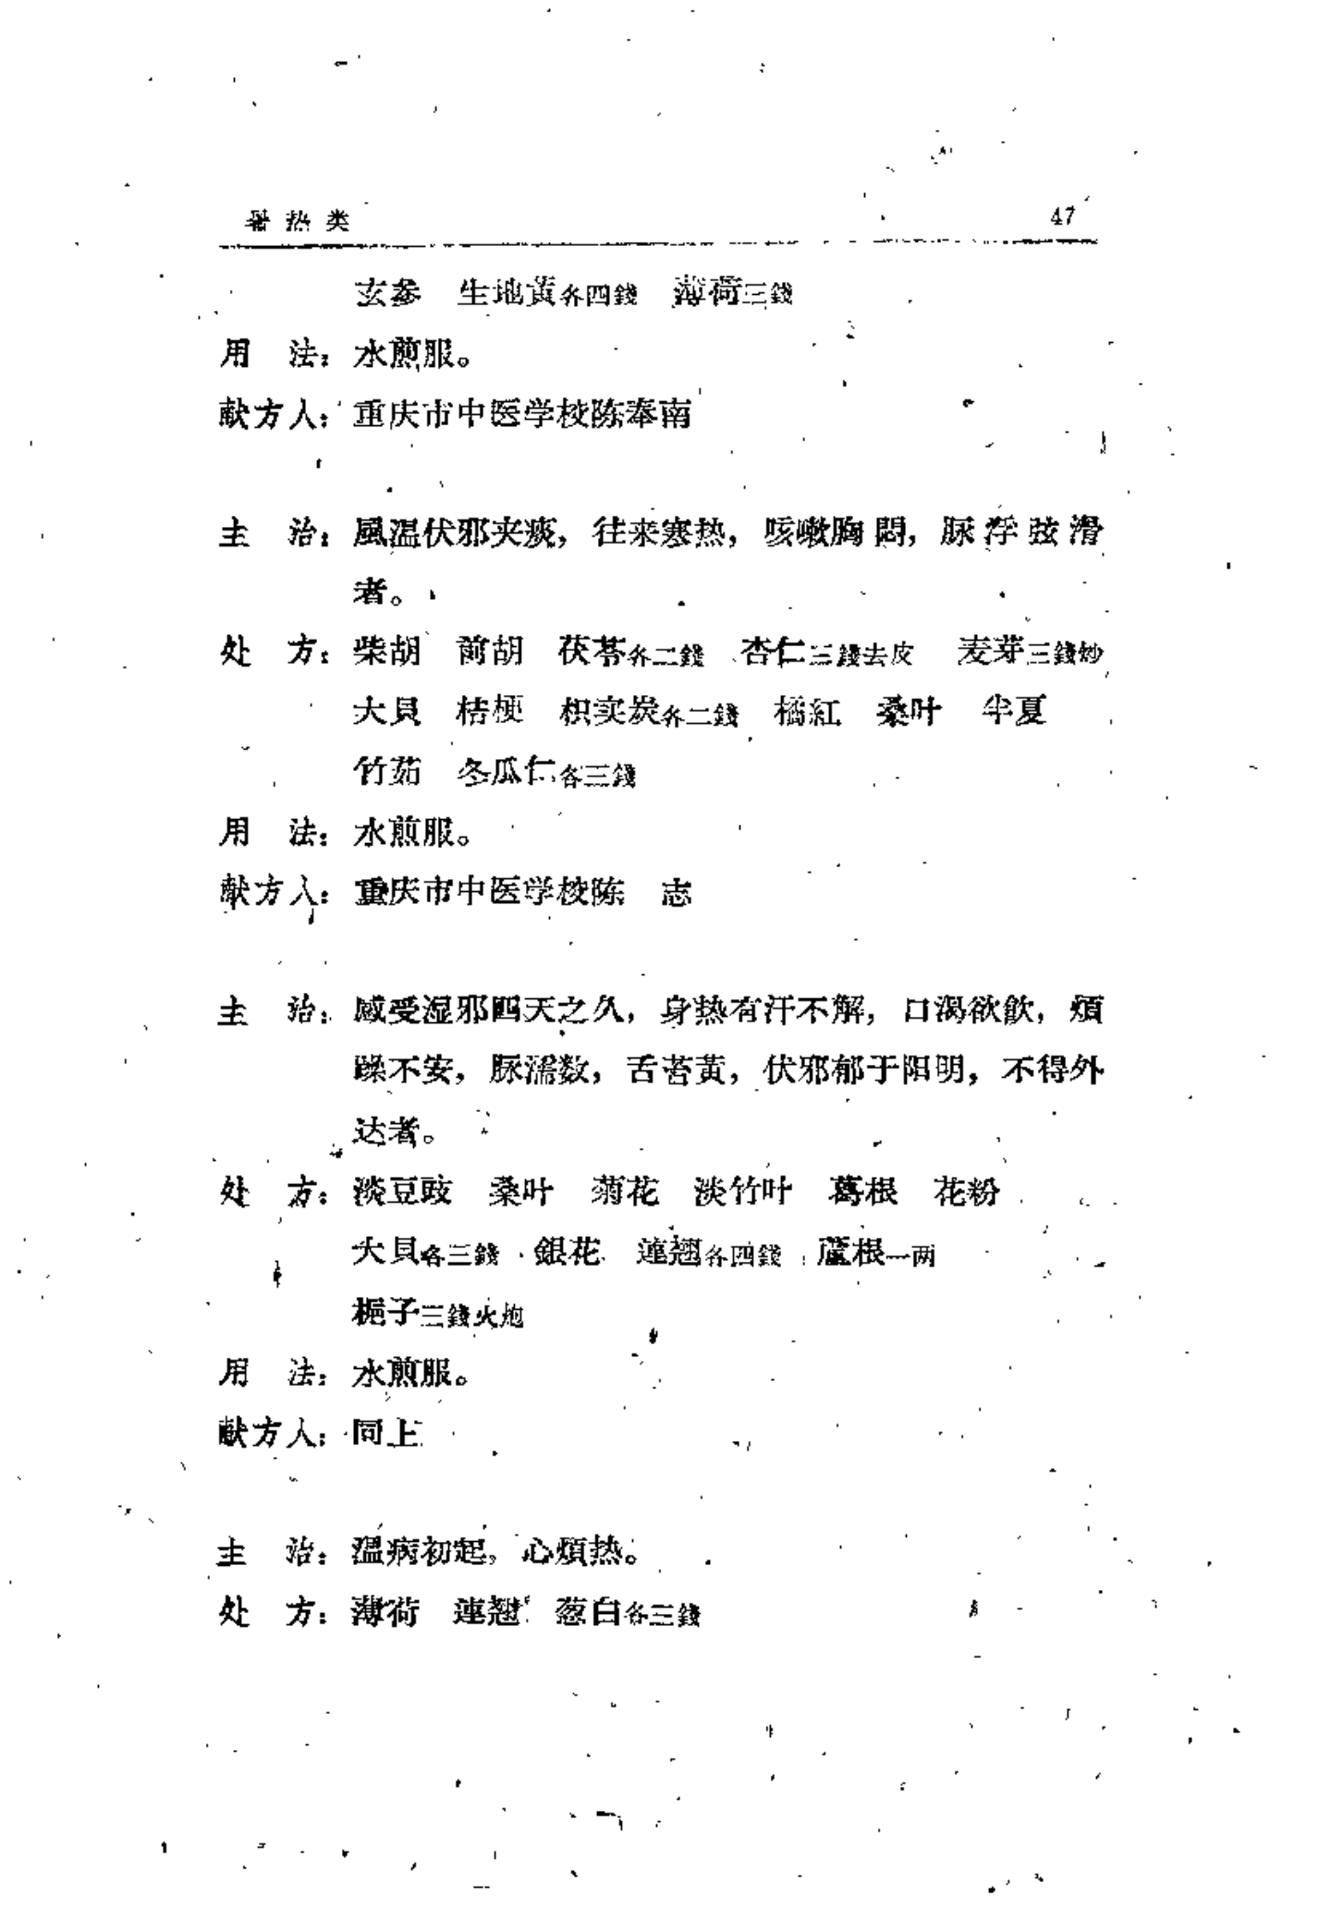 暑热类 47
玄参 生地黄各四錢 薄荷三錢
用 法：水煎服。
献方人：重庆市中医学校陈奉南
主 治：風温伏邪夹痰，往来寒热，咳嗽胸悶，脉浮弦滑
者。
处 方：柴胡 前胡 茯苓各二錢 杏仁三錢去皮 麦芽三錢炒
大貝 桔梗 枳实炭各二錢 橘紅 桑叶 半夏
竹茹 冬瓜仁各三錢
用 法：水煎服。
献方人：重庆市中医学校陈 志
主 治：感受湿邪四天之久，身热有汗不解，口渴欲飲，煩
躁不安，脉濡数，舌苔黄，伏邪郁于阳明，不得外
达者。
处 方：淡豆豉 桑叶 菊花 淡竹叶 葛根 花粉
大貝各三錢 銀花 連翘各四錢 蘆根一两
梔子三錢火炮
用 法：水煎服。
献方人：同上
主 治：温病初起，心煩热。
处 方：薄荷 連翘 葱白各三錢